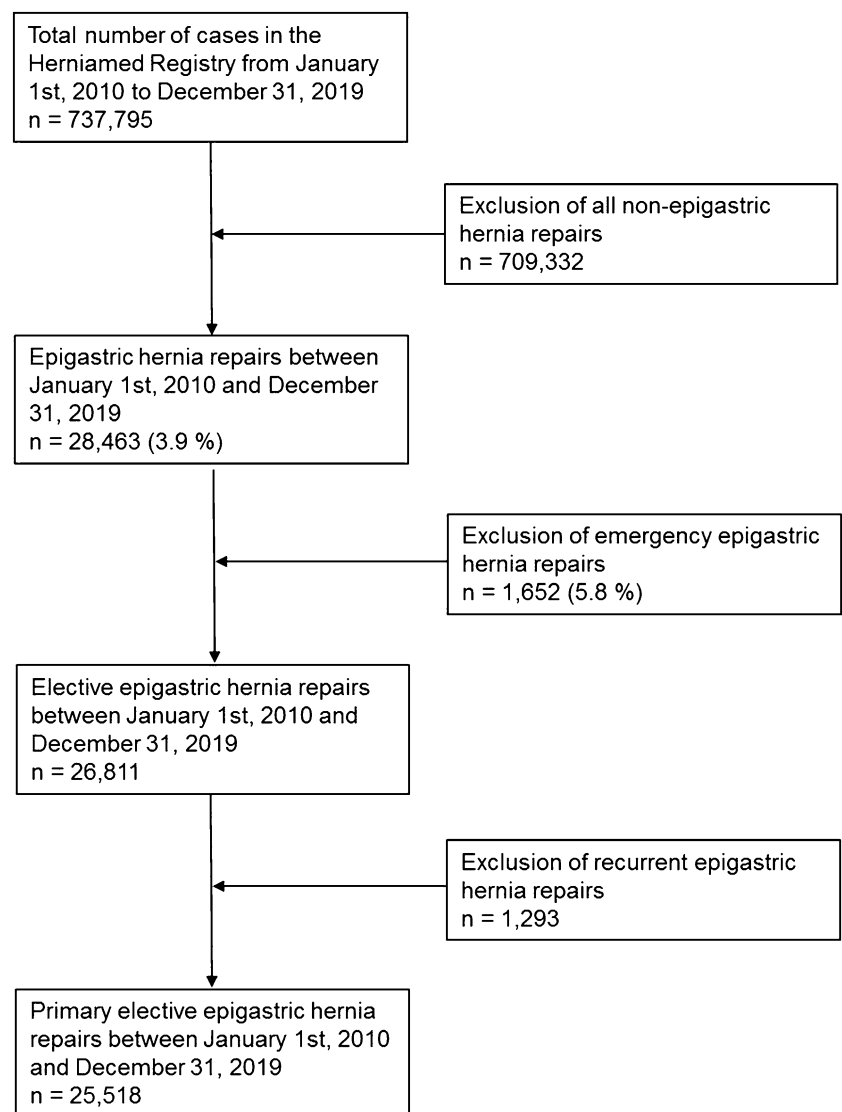 Total number of cases in the
Herniamed Registry from January
1st, 2010 to December 31, 2019
n = 737,795
Exclusion of all non-epigastric
hernia repairs
n = 709,332
Epigastric hernia repairs between
January 1st, 2010 and December
31, 2019
n = 28,463 (3.9 %)
Exclusion of emergency epigastric
hernia repairs
n = 1,652 (5.8 %)
Elective epigastric hernia repairs
between January 1st, 2010 and
December 31, 2019
n = 26,811
Exclusion of recurrent epigastric
hernia repairs
n = 1,293
Primary elective epigastric hernia
repairs between January 1st, 2010
and December 31, 2019
n = 25,518